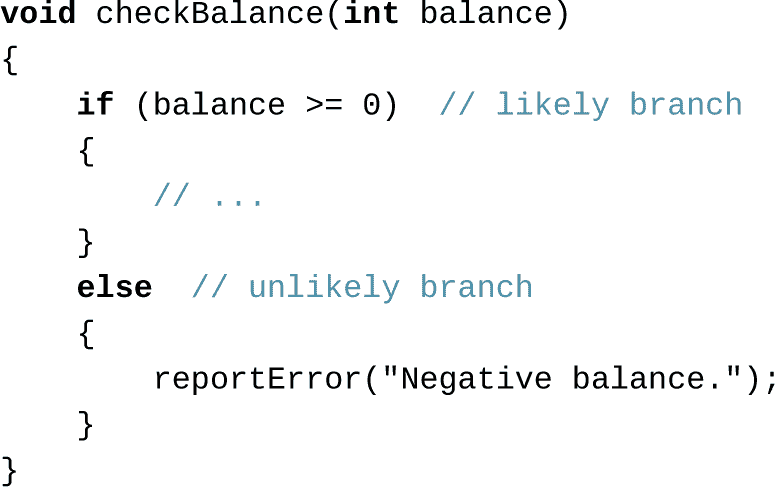 void checkBalance(int balance)
{
    if (balance >= 0)  // likely branch
    {
        // ...
    }
    else  // unlikely branch
    {
        reportError("Negative balance.");
    }
}